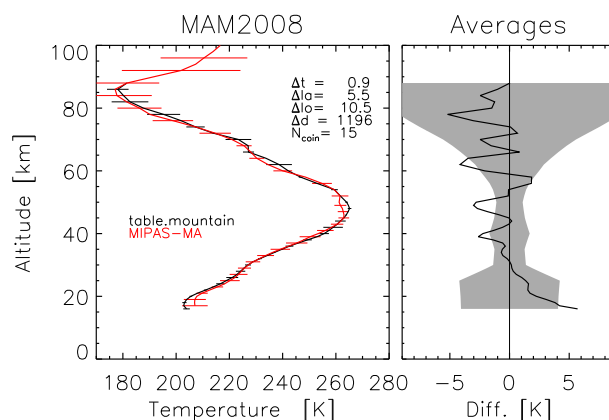 MAM2008
Averages
100
80
60
40
20
0
Altitude [km]
Δt = 0.9
Δla = 5.5
Δlo = 10.5
Δd = 1196
Ncoin = 15
table.mountain
MIPAS-MA
180 200 220 240 260 280
Temperature [K]
-5 0 5
Diff. [K]